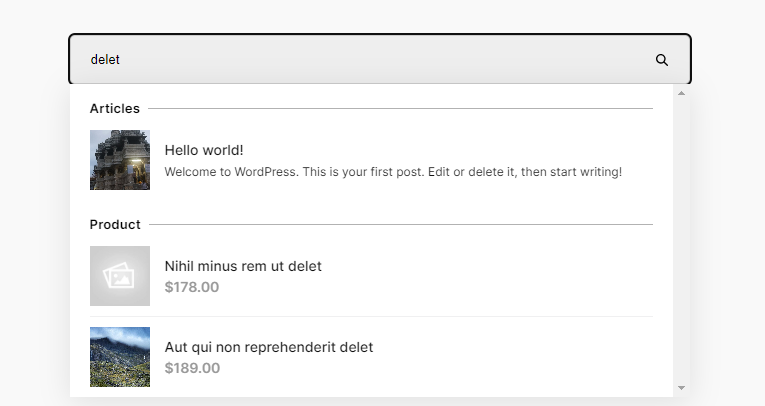 delet
Articles
Hello world!
Welcome to WordPress. This is your first post. Edit or delete it, then start writing!
Product
Nihil minus rem ut delet
$178.00
Aut qui non reprehenderit delet
$189.00